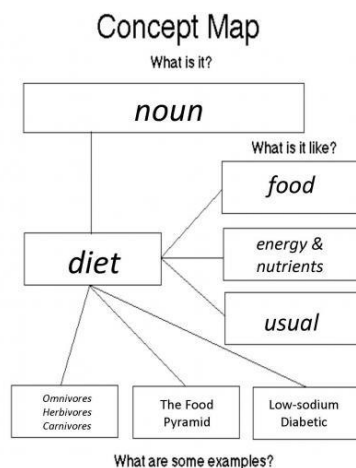 Concept Map
What is it?
noun
What is it like?
food
diet
energy &
nutrients
usual
Omnivores
Herbivores
Carnivores
The Food
Pyramid
Low-sodium
Diabetic
What are some examples?